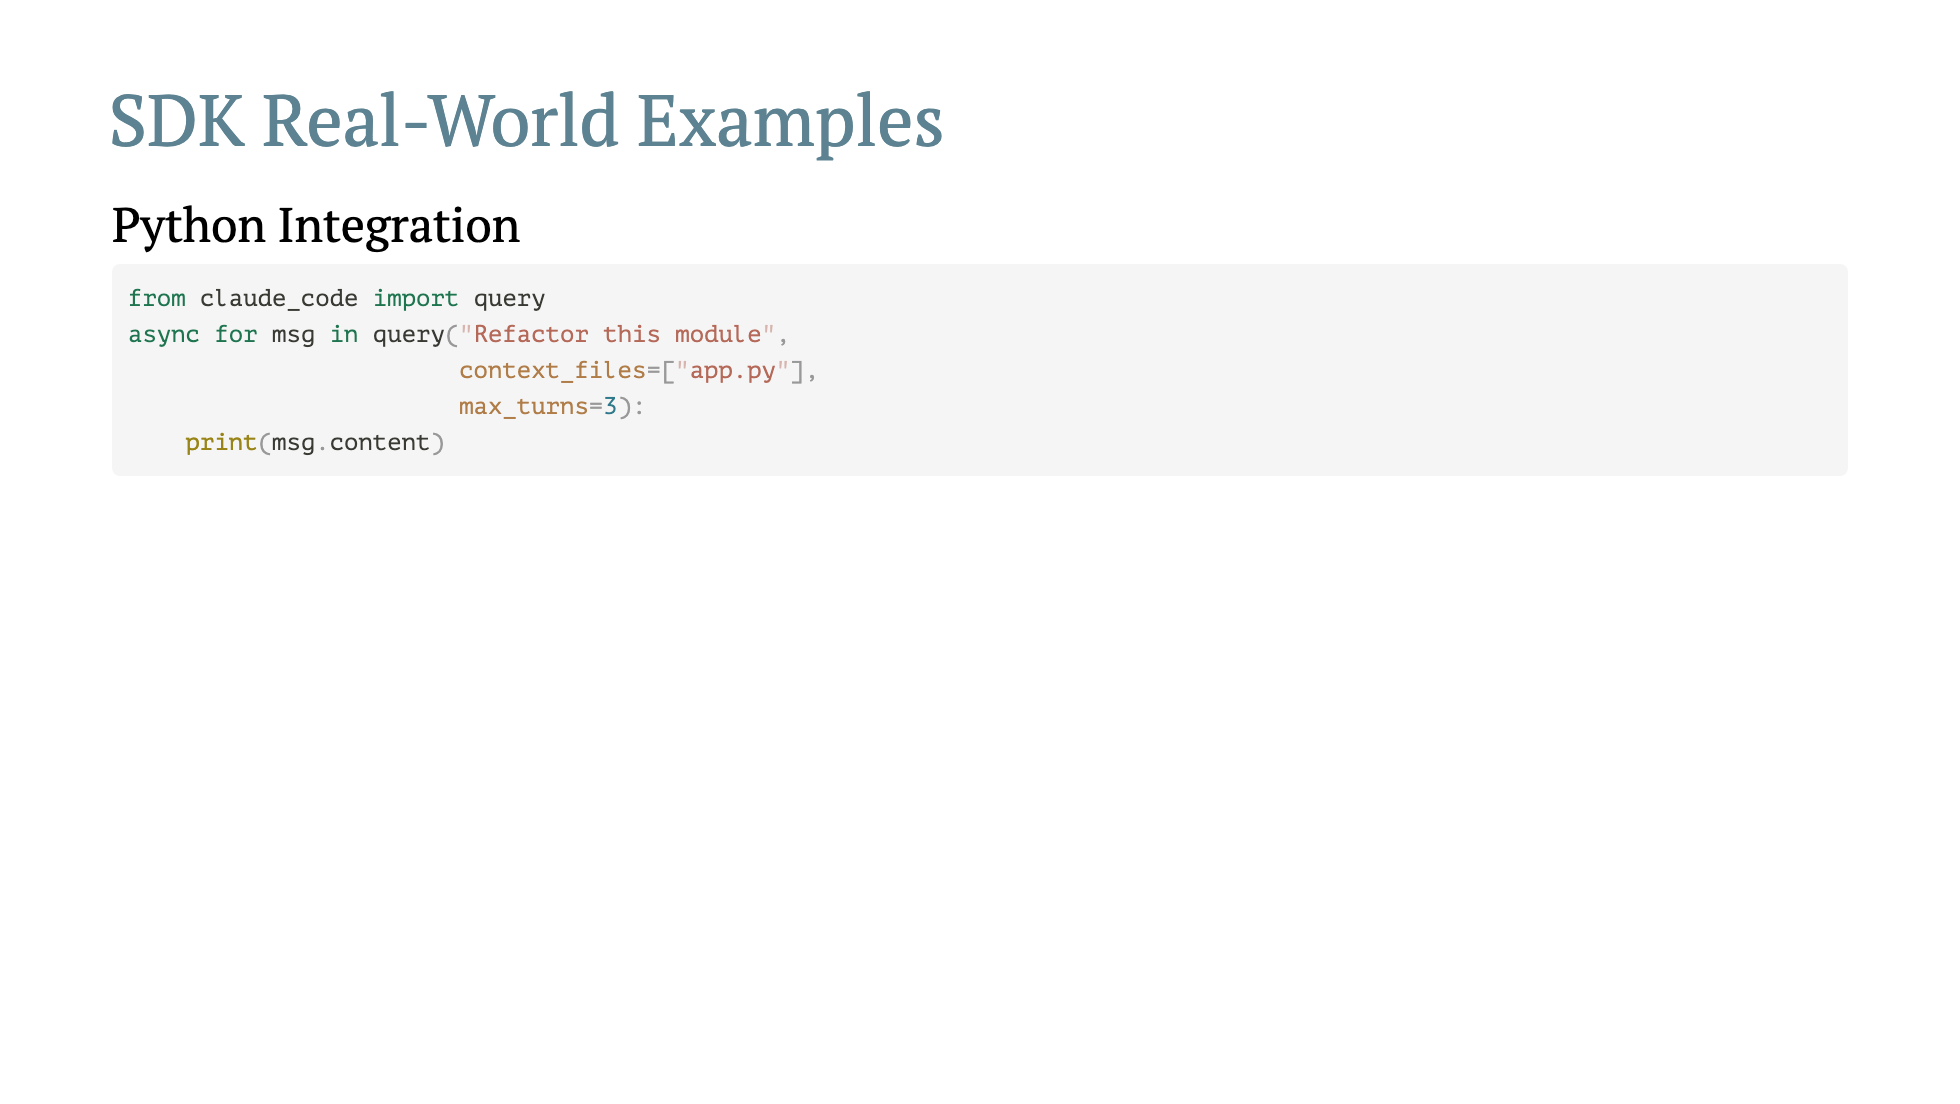 SDK Real-World Examples
Python Integration
from claude_code import query
async for msg in query("Refactor this module",
                       context_files=["app.py"],
                       max_turns=3):
    print(msg.content)